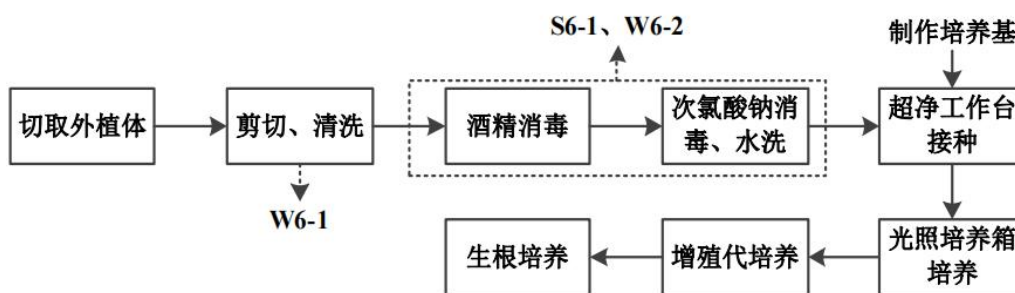 S6-1、W6-2
制作培养基
切取外植体
剪切、清洗
酒精消毒
次氯酸钠消
毒、水洗
超净工作台
接种
W6-1
生根培养
增殖代培养
光照培养箱
培养